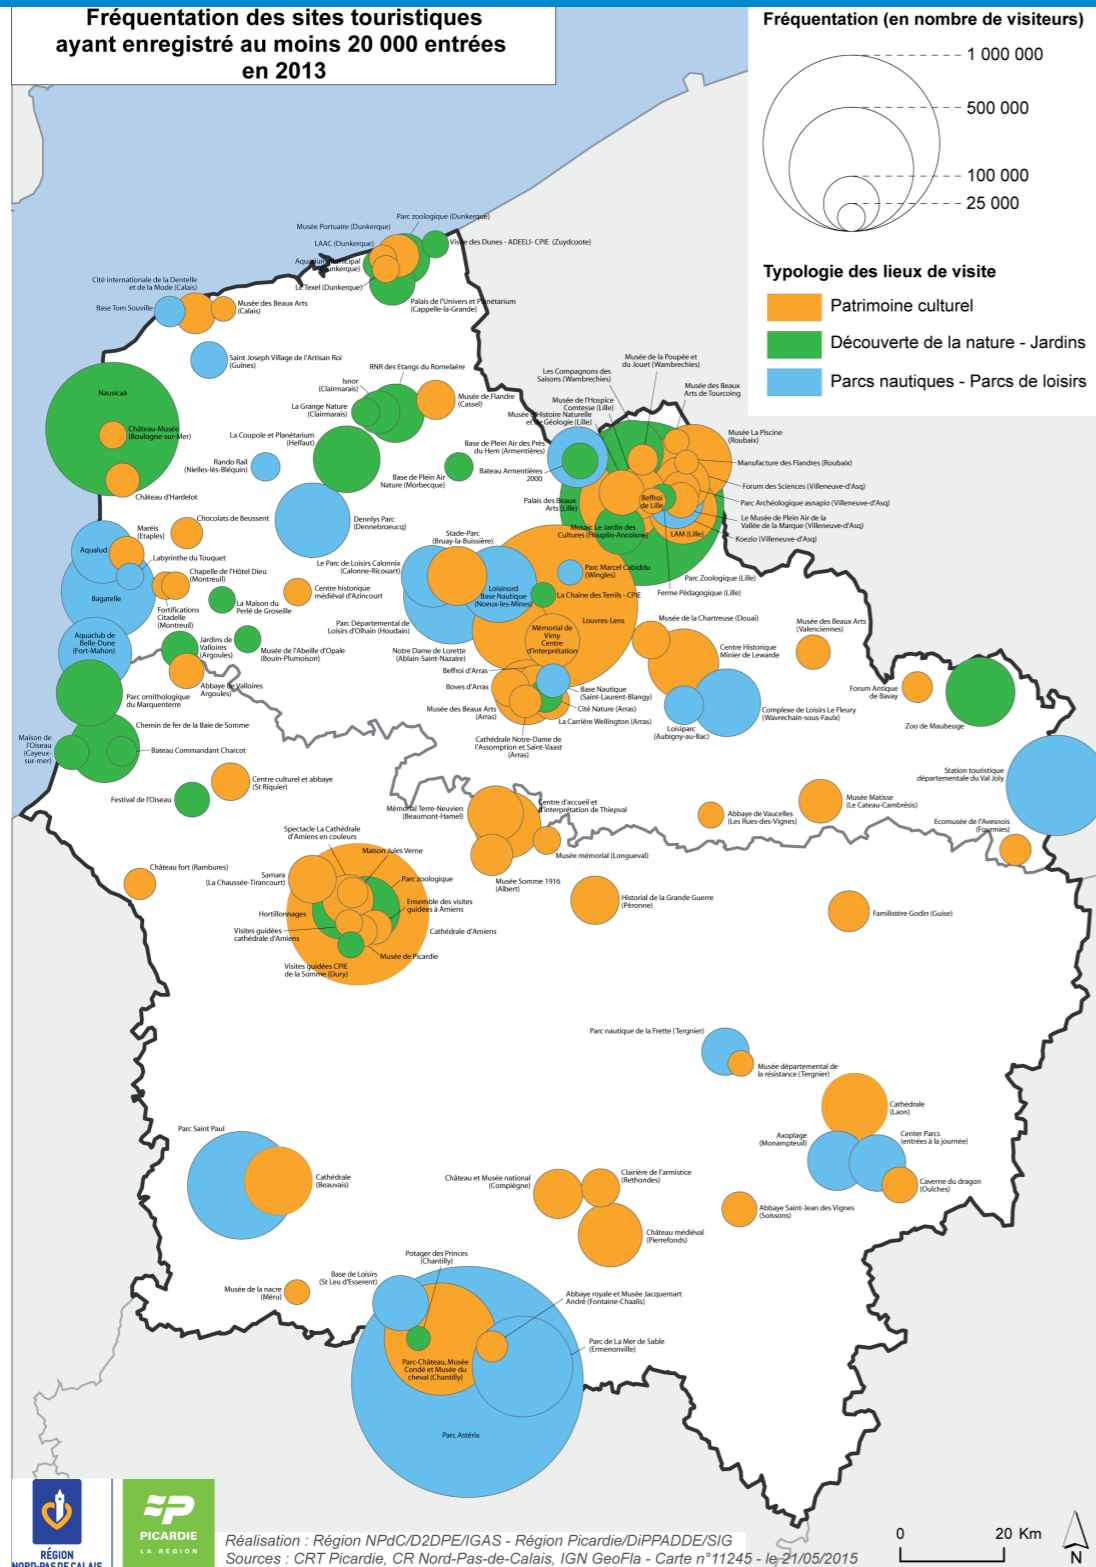 Fréquentation des sites touristiques
ayant enregistré au moins 20 000 entrées
en 2013
Fréquentation (en nombre de visiteurs)
1 000 000
500 000
100 000
25 000
Typologie des lieux de visite
Patrimoine culturel
Découverte de la nature - Jardins
Parcs nautiques - Parcs de loisirs
Parc zoologique (Dunkerque)
Musée Portuaire (Dunkerque)
LAAC (Dunkerque)
Visite des Dunes - ADEELI- CPIE (Zuydcoote)
Le Texel (Dunkerque)
Palais de l'Univers et Planétarium
(Cappelle-la-Grande)
Cité internationale de la Dentelle
et de la Mode (Calais)
Base Tom Souville
Musée des Beaux Arts
(Calais)
Saint Joseph Village de l'Artisan Roi
(Guînes)
Nausicaà
Château-Musée
(Boulogne-sur-Mer)
Château d'Hardelot
RNR des Etangs du Romelaëre
Isnor
(Clairmarais)
La Grange Nature
(Clairmarais)
Musée de Flandre
(Cassel)
La Coupole et Planétarium
(Helfaut)
Rando Rail
(Nielles-lès-Bléquin)
Base de Plein Air
Nature (Morbecque)
Dennlys Parc
(Dennebroeucq)
Musée de la Poupée et
du Jouet (Wambrechies)
Les Compagnons des
Saisons (Wambrechies)
Musée des Beaux
Arts de Tourcoing
Musée de l'Hospice
Comtesse (Lille)
Musée d'Histoire Naturelle
et de Géologie (Lille)
Base de Plein Air des Près
du Hem (Armentières)
Bateau Armentières
2000
Musée La Piscine
(Roubaix)
Manufacture des Flandres (Roubaix)
Forum des Sciences (Villeneuve-d'Asq)
Parc Archéologique asnapio (Villeneuve-d'Asq)
Le Musée de Plein Air de la
Vallée de la Marque (Villeneuve-d'Asq)
Koezio (Villeneuve-d'Asq)
Palais des Beaux
Arts (Lille)
Beffroi
de Lille
Mosaic Le Jardin des
Cultures (Houplin-Ancoisne)
LAM (Lille)
Parc Zoologique (Lille)
Ferme Pédagogique (Lille)
Chocolats de Beussent
Maréis
(Etaples)
Aqualud
Labyrinthe du Touquet
Bagatelle
Chapelle de l'Hôtel Dieu
(Montreuil)
Fortifications
Citadelle
(Montreuil)
La Maison du
Perlé de Groseille
Centre historique
médiéval d'Azincourt
Musée de l'Abeille d'Opale
(Bouin-Plumoison)
Jardins de
Valloires
(Argoules)
Abbaye de Valloires
Argoules)
Aquaclub de
Belle-Dune
(Fort-Mahon)
Parc ornithologique
du Marquenterre
Chemin de fer de la Baie de Somme
Maison de
l'Oiseau
(Cayeux-
sur-mer)
Bateau Commandant Charcot
Stade-Parc
(Bruay-la-Buissière)
Le Parc de Loisirs Calonnix
(Calonne-Ricouart)
Loisinord
Base Nautique
(Noeux-les-Mines)
Parc Départemental de
Loisirs d'Olhain (Houdain)
Parc Marcel Cabiddu
(Wingles)
La Chaine des Terrils - CPIE
Louvres-Lens
Mémorial de
Vimy
Centre
d'interprétation
Notre Dame de Lorette
(Ablain-Saint-Nazaire)
Beffroi d'Arras
Boves d'Arras
Musée des Beaux Arts
(Arras)
Base Nautique
(Saint-Laurent-Blangy)
Cité Nature (Arras)
La Carrière Wellington (Arras)
Cathédrale Notre-Dame de
l'Assomption et Saint-Vaast
(Arras)
Musée de la Chartreuse (Douai)
Centre Historique
Minier de Lewarde
Loisiparc
(Aubigny-au-Bac)
Complexe de Loisirs Le Fleury
(Wavrechain-sous-Faulx)
Musée des Beaux Arts
(Valenciennes)
Forum Antique
de Bavay
Zoo de Maubeuge
Station touristique
départementale du Val Joly
Musée Matisse
(Le Cateau-Cambrésis)
Ecomusée de l'Avesnois
(Fourmies)
Abbaye de Vaucelles
(Les Rues-des-Vignes)
Centre culturel et abbaye
(St Riquier)
Festival de l'Oiseau
Château fort (Rambures)
Mémorial Terre-Neuvien
(Beaumont-Hamel)
Centre d'accueil et
d'interprétation de Thiepval
Musée mémorial (Longueval)
Musée Somme 1916
(Albert)
Historial de la Grande Guerre
(Péronne)
Familistère Godin (Guise)
Spectacle La Cathédrale
d'Amiens en couleurs
Maison Jules Verne
Samara
(La Chaussée-Tirancourt)
Parc zoologique
Ensemble des visites
guidées à Amiens
Hortillonnages
Visites guidées
cathédrale d'Amiens
Cathédrale d'Amiens
Musée de Picardie
Visites guidées CPIE
de la Somme (Dury)
Parc nautique de la Frette (Tergnier)
Musée départemental de
la résistance (Tergnier)
Cathédrale
(Laon)
Axoplage
(Monampteuil)
Center Parcs
(entrées à la journée)
Caverne du dragon
(Oulches)
Abbaye Saint-Jean des Vignes
(Soissons)
Parc Saint Paul
Cathédrale
(Beauvais)
Château et Musée national
(Compiègne)
Clairière de l'armistice
(Rethondes)
Château médiéval
(Pierrefonds)
Potager des Princes
(Chantilly)
Base de Loisirs
(St Leu d'Esserent)
Musée de la nacre
(Méru)
Abbaye royale et Musée Jacquemart
André (Fontaine-Chaalis)
Parc de La Mer de Sable
(Ermenonville)
Parc-Château, Musée
Condé et Musée du
cheval (Chantilly)
Parc Astérix
RÉGION
NORD-PAS DE CALAIS
PICARDIE
LA RÉGION
Réalisation : Région NPdC/D2DPE/IGAS - Région Picardie/DiPPADDE/SIG
Sources : CRT Picardie, CR Nord-Pas-de-Calais, IGN GeoFla - Carte n°11245 - le 21/05/2015
0 20 Km
N